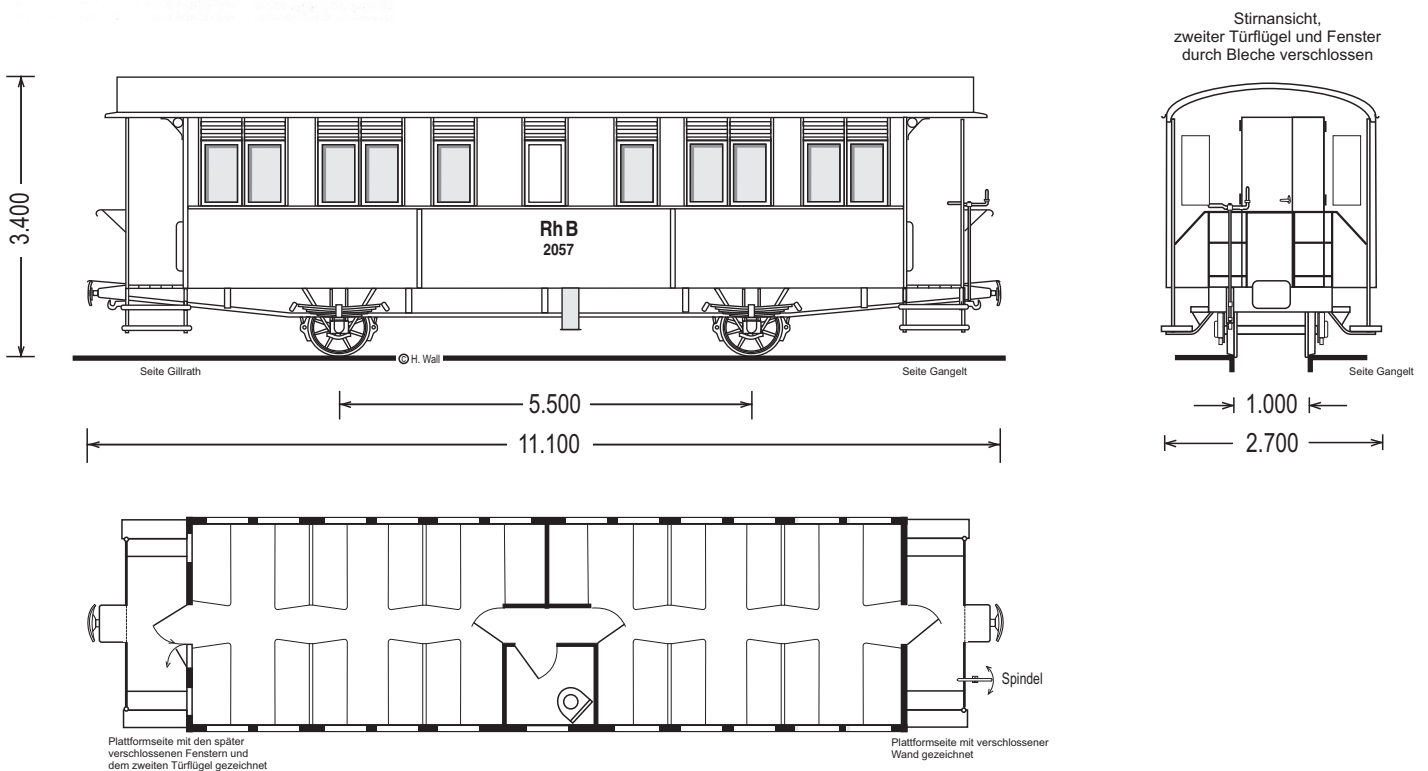 Stirnansicht,
zweiter Türflügel und Fenster
durch Bleche verschlossen
3.400
RhB
2057
© H. Wall
Seite Gillrath
Seite Gangelt
Seite Gangelt
5.500
11.100
1.000
2.700
Spindel
Plattformseite mit den später
verschlossenen Fenstern und
dem zweiten Türflügel gezeichnet
Plattformseite mit verschlossener
Wand gezeichnet